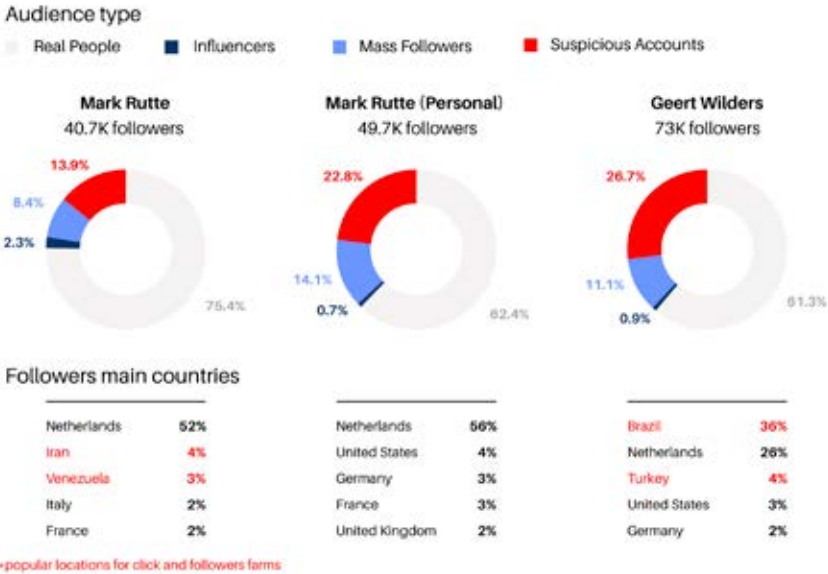 Audience type
Real People Influencers Mass Followers Suspicious Accounts
Mark Rutte
40.7K followers
13.9%
8.4%
2.3%
75.4%
Mark Rutte (Personal)
49.7K followers
22.8%
14.1%
0.7%
62.4%
Geert Wilders
73K followers
26.7%
11.1%
0.9%
61.3%
Followers main countries
Netherlands 52%
Iran 4%
Venezuela 3%
Italy 2%
France 2%
Netherlands 56%
United States 4%
Germany 3%
France 3%
United Kingdom 2%
Brazil 36%
Netherlands 26%
Turkey 4%
United States 3%
Germany 2%
*popular locations for click and followers farms